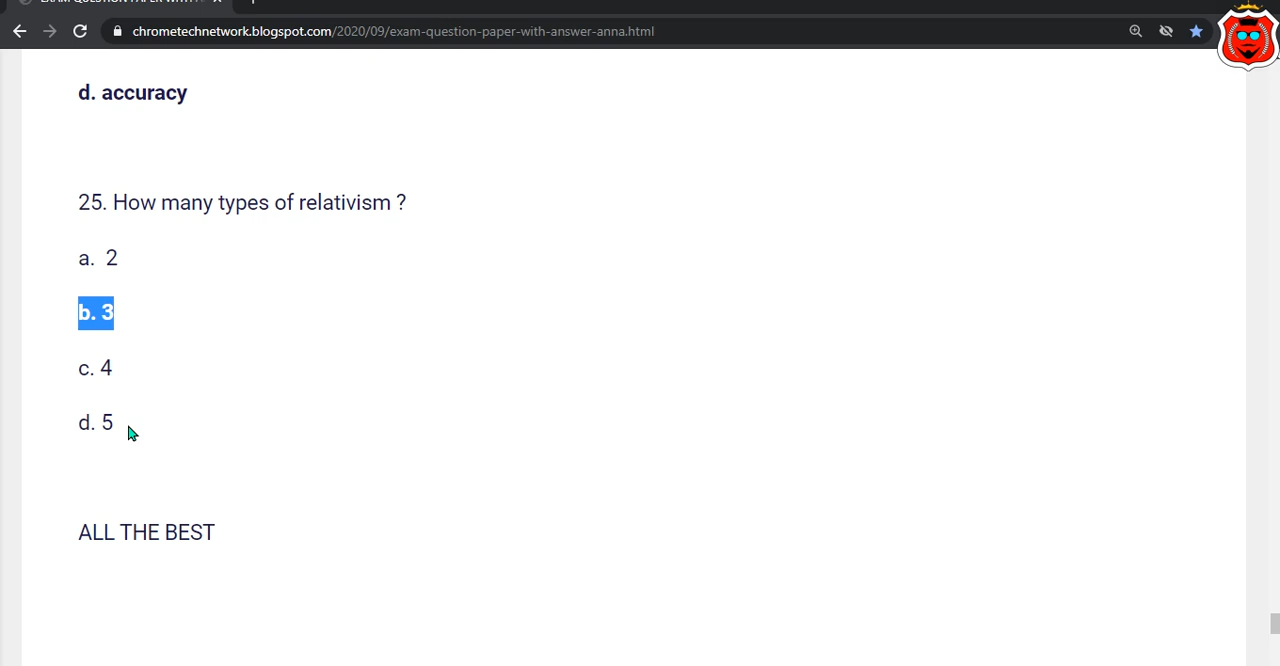 chrometechnetwork.blogspot.com/2020/09/exam-question-paper-with-answer-anna.html
d. accuracy
25. How many types of relativism ?
a. 2
b. 3
c. 4
d. 5
ALL THE BEST